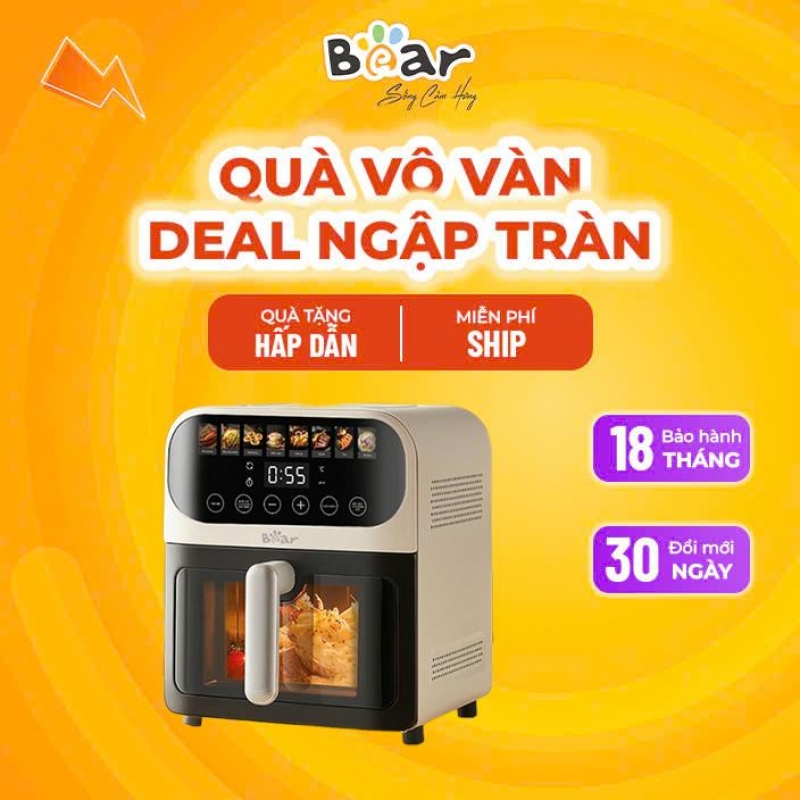 Bear
Sống Cảm Hứng
QUÀ VÔ VÀN
DEAL NGẬP TRÀN
QUÀ TẶNG
HẤP DẪN
MIỄN PHÍ
SHIP
18
Bảo hành
THÁNG
30
Đổi mới
NGÀY
0:55
Bear